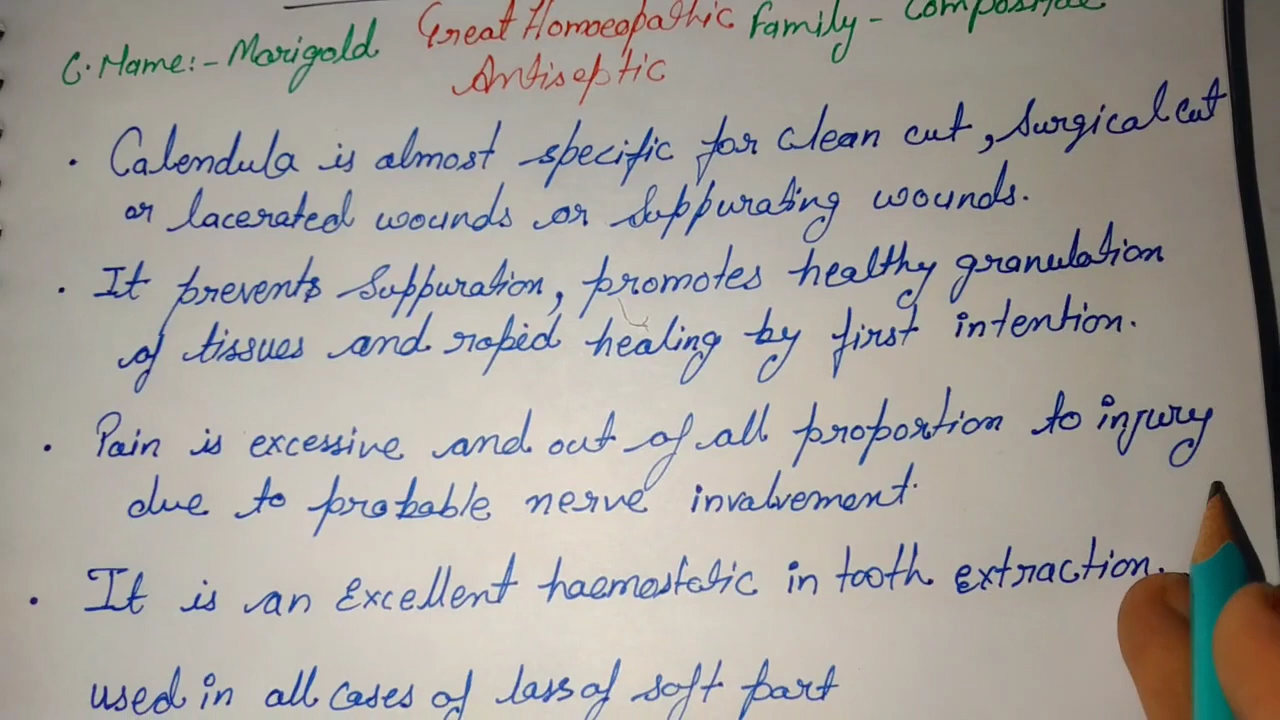 C. Name:- Marigold Great Homoeopathic Family - Compositae
Antiseptic
• Calendula is almost specific for clean cut, surgical cut
or lacerated wounds or suppurating wounds.
• It prevents suppuration, promotes healthy granulation
of tissues and rapid healing by first intention.
• Pain is excessive and out of all proportion to injury
due to probable nerve involvement.
• It is an Excellent haemostatic in tooth extraction.
used in all cases of loss of soft part